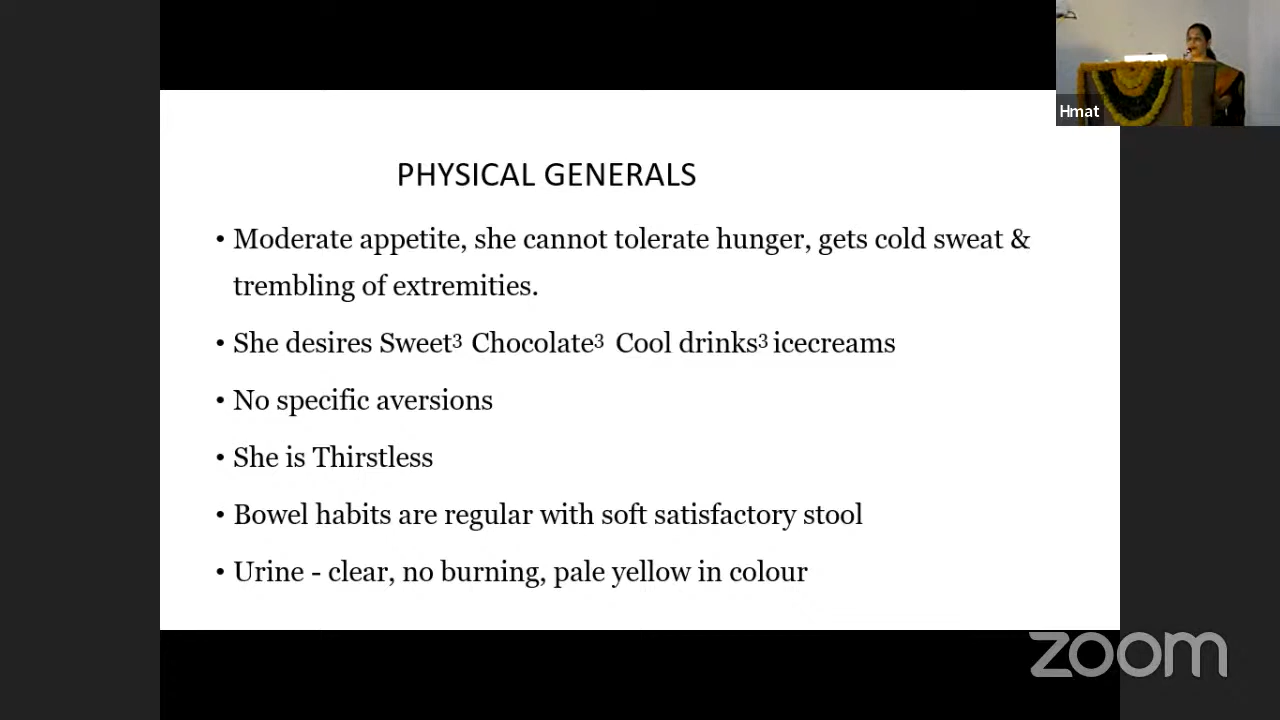 Hmat
PHYSICAL GENERALS
• Moderate appetite, she cannot tolerate hunger, gets cold sweat &
trembling of extremities.
• She desires Sweet³ Chocolate³ Cool drinks³ icecreams
• No specific aversions
• She is Thirstless
• Bowel habits are regular with soft satisfactory stool
• Urine - clear, no burning, pale yellow in colour
zoom